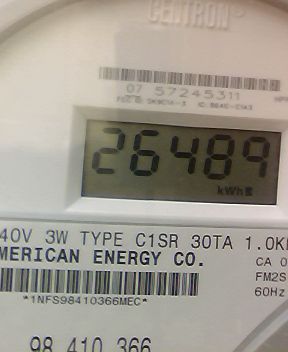 CENTRON®
07 57245311
26489
kWh
40V 3W TYPE C1SR 30TA 1.0K
MERICAN ENERGY CO.
CA 0
FM2S
60Hz
*1NFS98410366MEC*
98 410 366